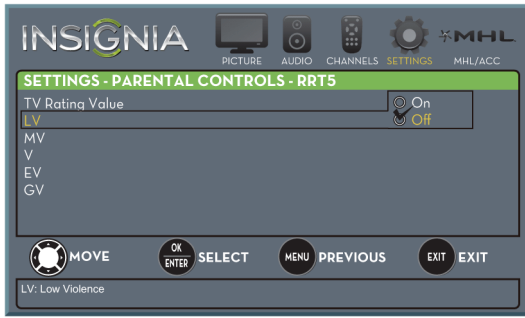 INSIGNIA
PICTURE AUDIO CHANNELS SETTINGS MHL MHL/ACC
SETTINGS - PARENTAL CONTROLS - RRT5
TV Rating Value On
LV Off
MV
V
EV
GV
MOVE OK ENTER SELECT MENU PREVIOUS EXIT EXIT
LV: Low Violence